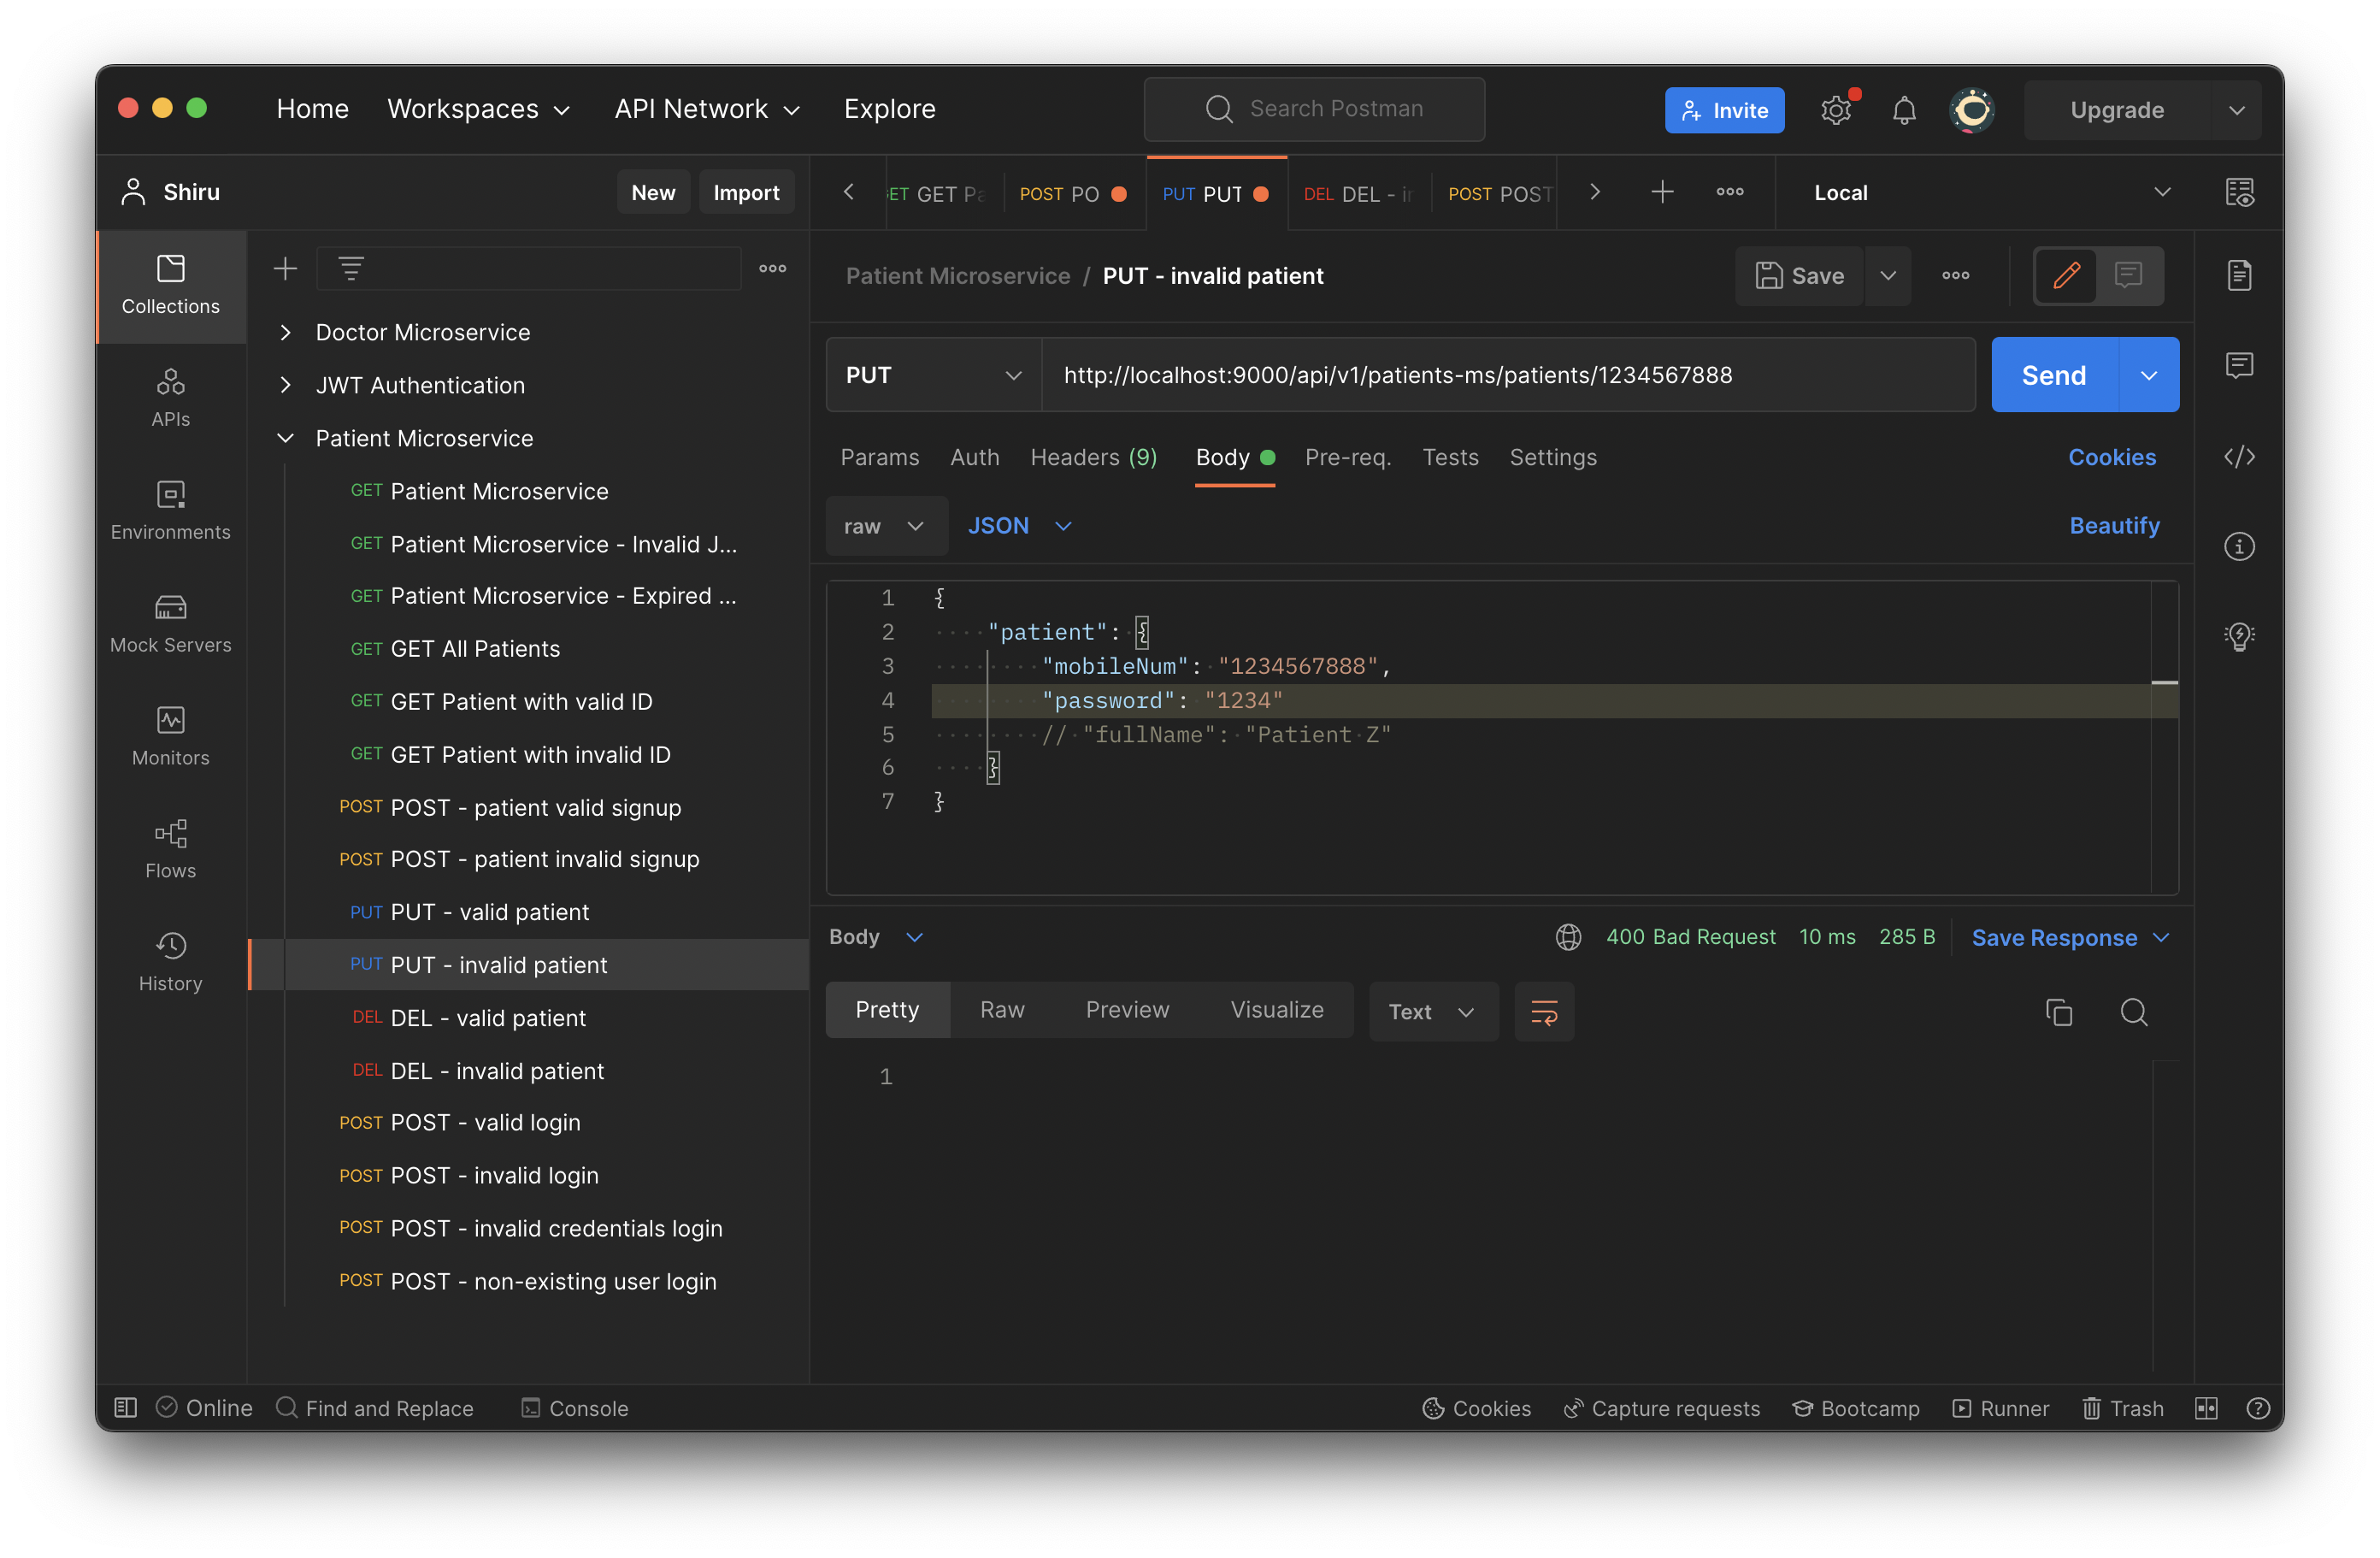 Home Workspaces API Network Explore Search Postman Invite Upgrade
Shiru New Import
GET Pa POST PO PUT PUT DEL DEL - in POST POST Local
Collections
APIs
Environments
Mock Servers
Monitors
Flows
History
Doctor Microservice
JWT Authentication
Patient Microservice
GET Patient Microservice
GET Patient Microservice - Invalid J...
GET Patient Microservice - Expired ...
GET GET All Patients
GET GET Patient with valid ID
GET GET Patient with invalid ID
POST POST - patient valid signup
POST POST - patient invalid signup
PUT PUT - valid patient
PUT PUT - invalid patient
DEL DEL - valid patient
DEL DEL - invalid patient
POST POST - valid login
POST POST - invalid login
POST POST - invalid credentials login
POST POST - non-existing user login
Patient Microservice / PUT - invalid patient Save
PUT http://localhost:9000/api/v1/patients-ms/patients/1234567888 Send
Params Auth Headers (9) Body Pre-req. Tests Settings Cookies
raw JSON Beautify
1 {
2 "patient": {
3 "mobileNum": "1234567888",
4 "password": "1234"
5 // "fullName": "Patient Z"
6 }
7 }
Body 400 Bad Request 10 ms 285 B Save Response
Pretty Raw Preview Visualize Text
1
Online Find and Replace Console Cookies Capture requests Bootcamp Runner Trash